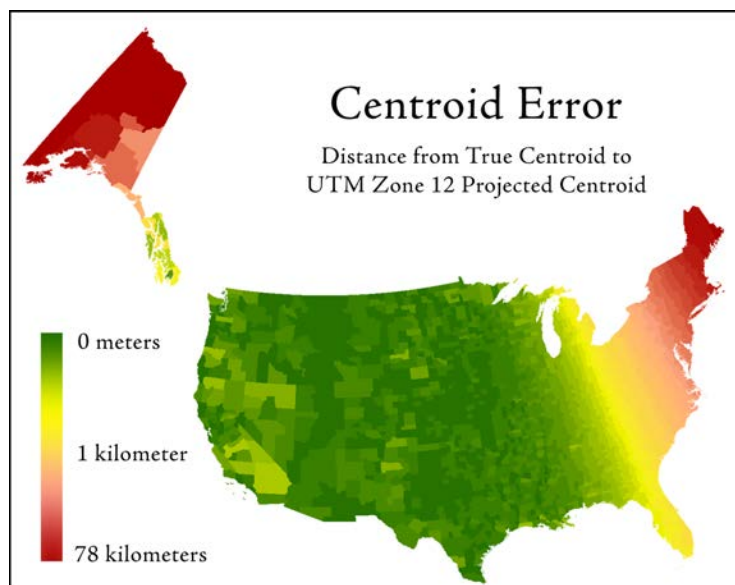 Centroid Error
Distance from True Centroid to
UTM Zone 12 Projected Centroid
0 meters
1 kilometer
78 kilometers